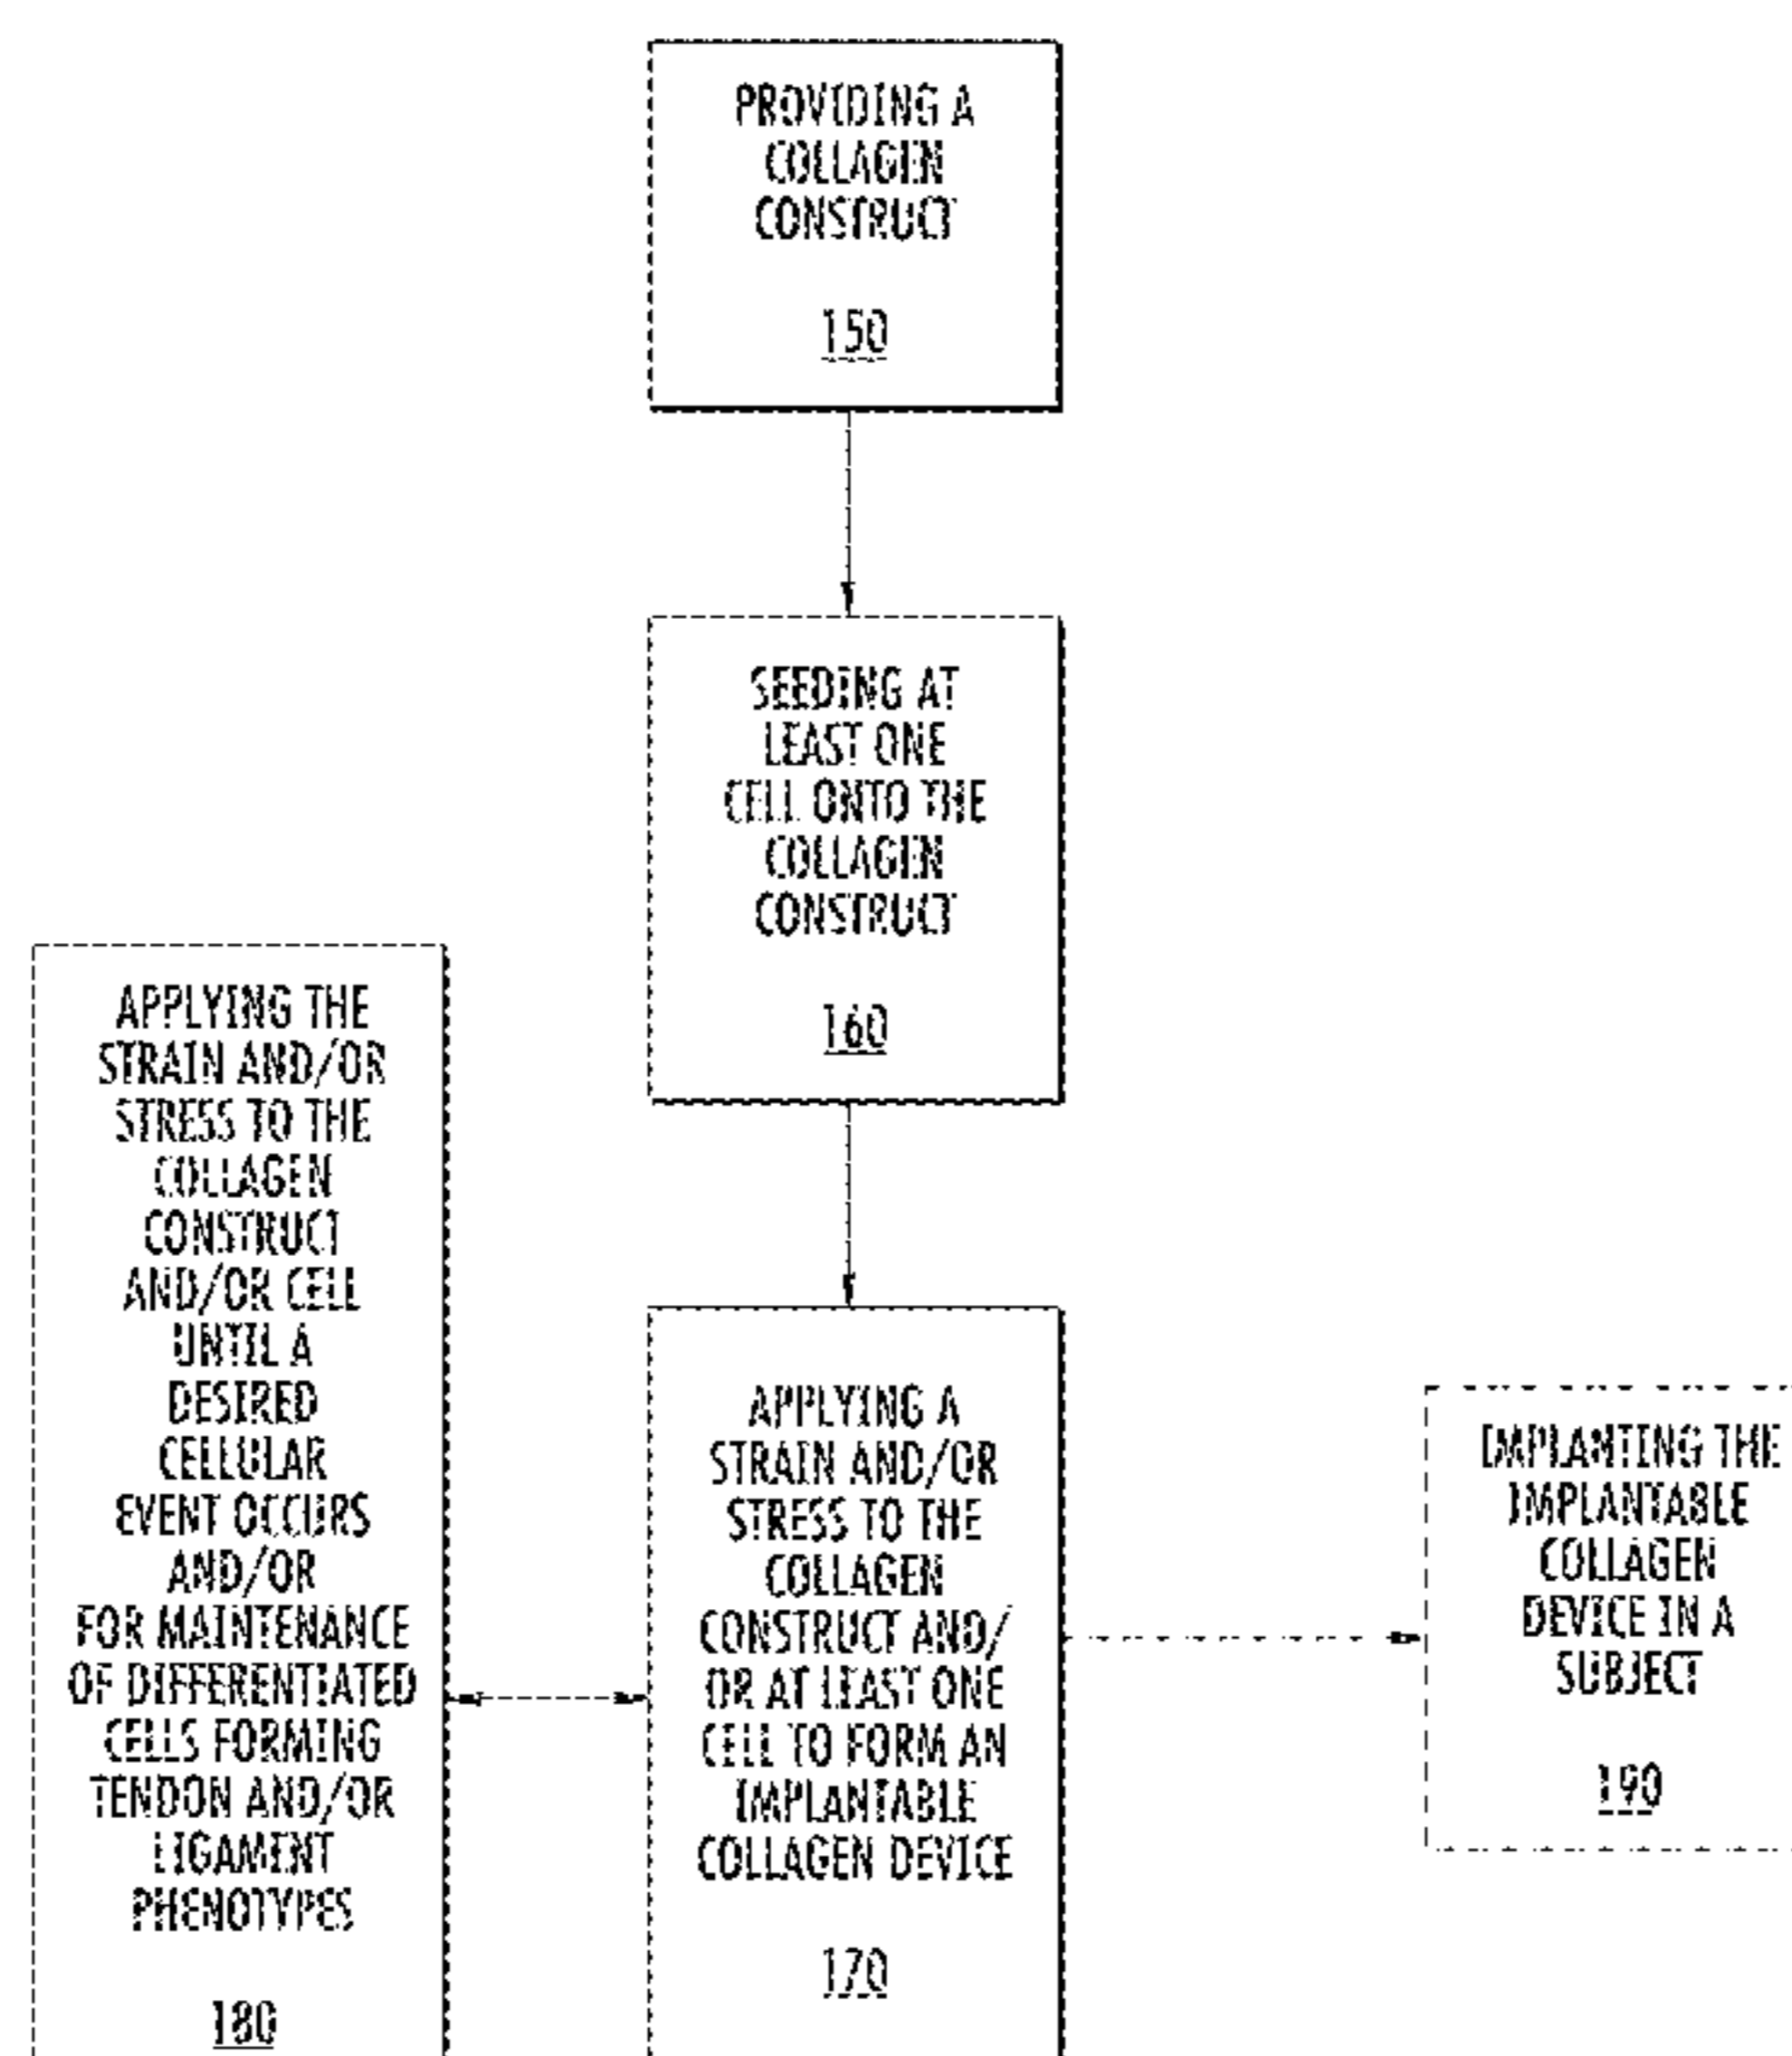 PROVIDING A
COLLAGEN
CONSTRUCT
150
SEEDING AT
LEAST ONE
CELL ONTO THE
COLLAGEN
CONSTRUCT
160
APPLYING THE
STRAIN AND/OR
STRESS TO THE
COLLAGEN
CONSTRUCT
AND/OR CELL
UNTIL A
DESIRED
CELLULAR
EVENT OCCURS
AND/OR
FOR MAINTENANCE
OF DIFFERENTIATED
CELLS FORMING
TENDON AND/OR
LIGAMENT
PHENOTYPES
180
APPLYING A
STRAIN AND/OR
STRESS TO THE
COLLAGEN
CONSTRUCT AND/
OR AT LEAST ONE
CELL TO FORM AN
IMPLANTABLE
COLLAGEN DEVICE
170
IMPLANTING THE
IMPLANTABLE
COLLAGEN
DEVICE IN A
SUBJECT
190